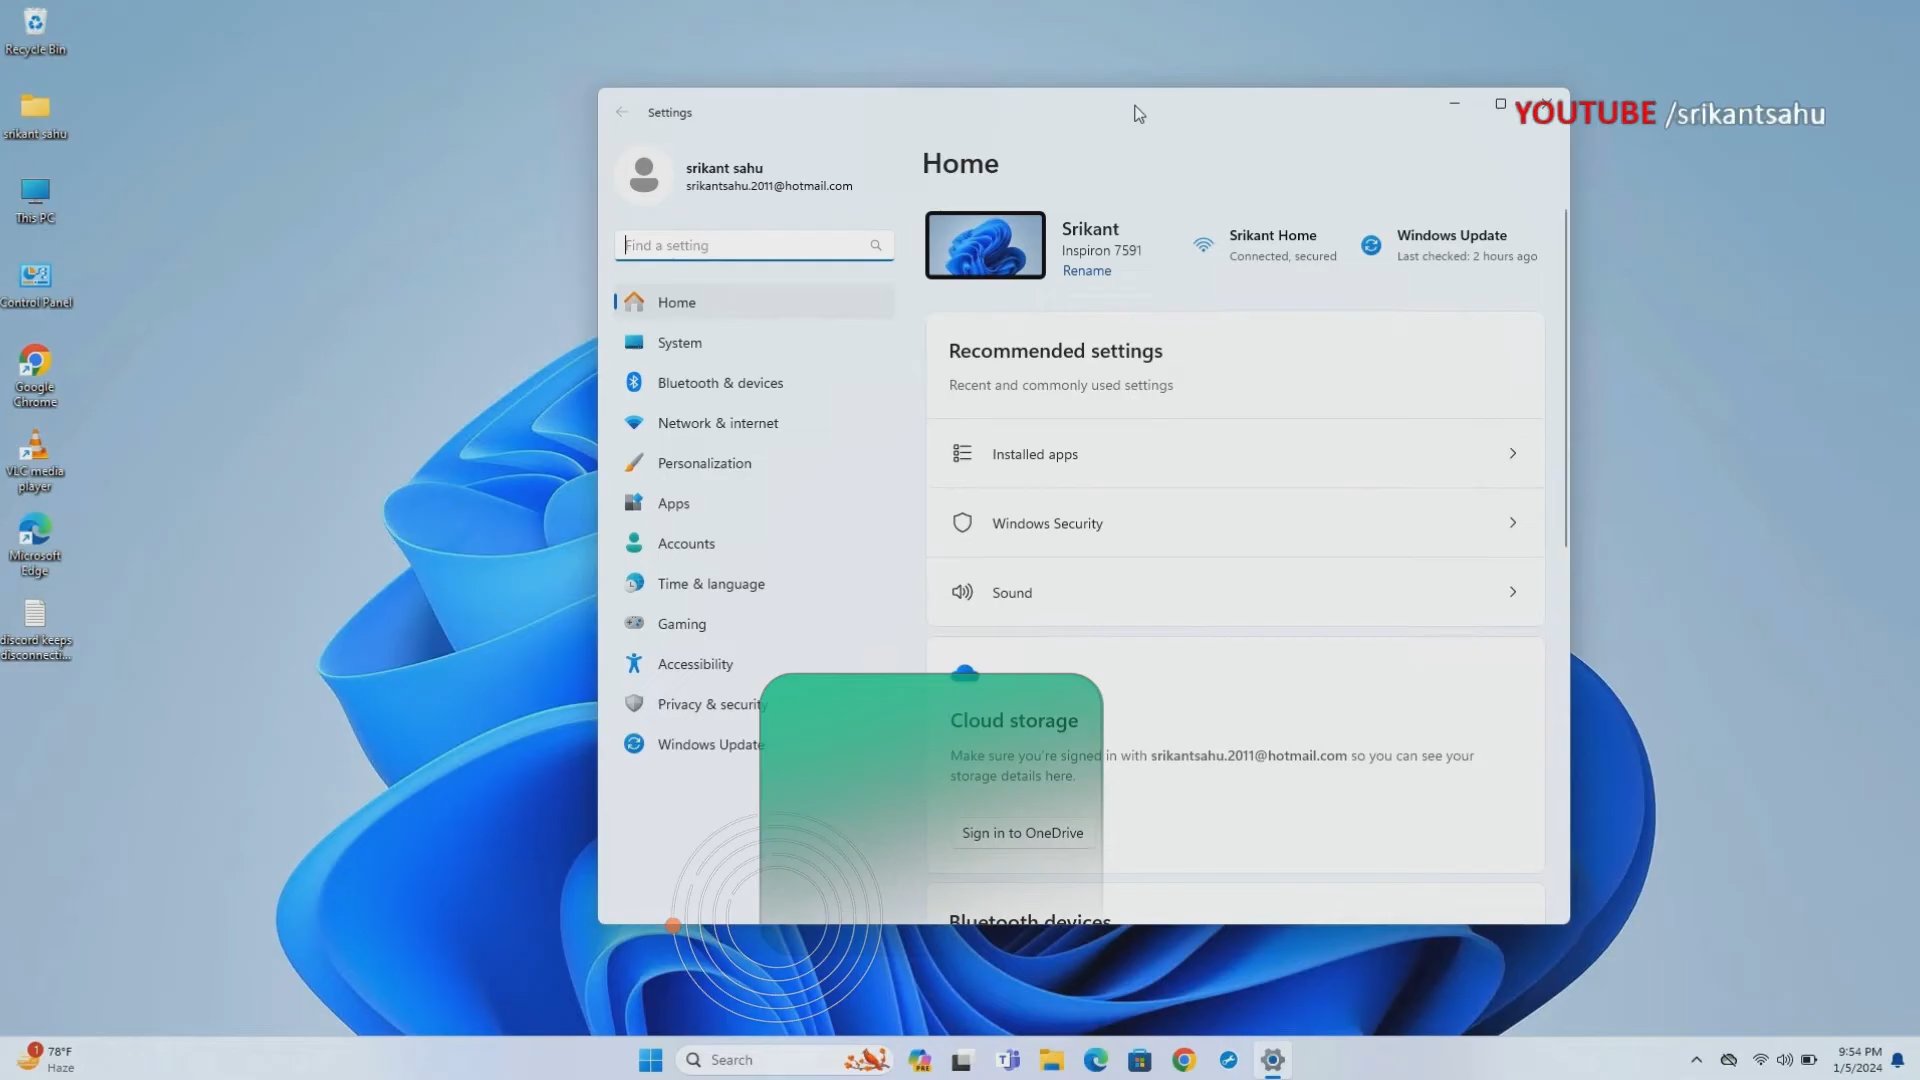 Recycle Bin
srikant sahu
This PC
Control Panel
Google
Chrome
VLC media
player
Microsoft
Edge
discord keeps
disconnecti...
Settings
YOUTUBE /srikantsahu
srikant sahu
srikantsahu.2011@hotmail.com
Find a setting
Home
System
Bluetooth & devices
Network & internet
Personalization
Apps
Accounts
Time & language
Gaming
Accessibility
Privacy & security
Windows Update
Home
Srikant
Inspiron 7591
Rename
Srikant Home
Connected, secured
Windows Update
Last checked: 2 hours ago
Recommended settings
Recent and commonly used settings
Installed apps
Windows Security
Sound
Cloud storage
Make sure you're signed in with srikantsahu.2011@hotmail.com so you can see your
storage details here.
Sign in to OneDrive
Bluetooth devices
1
78°F
Haze
Search
PRE
9:54 PM
1/5/2024